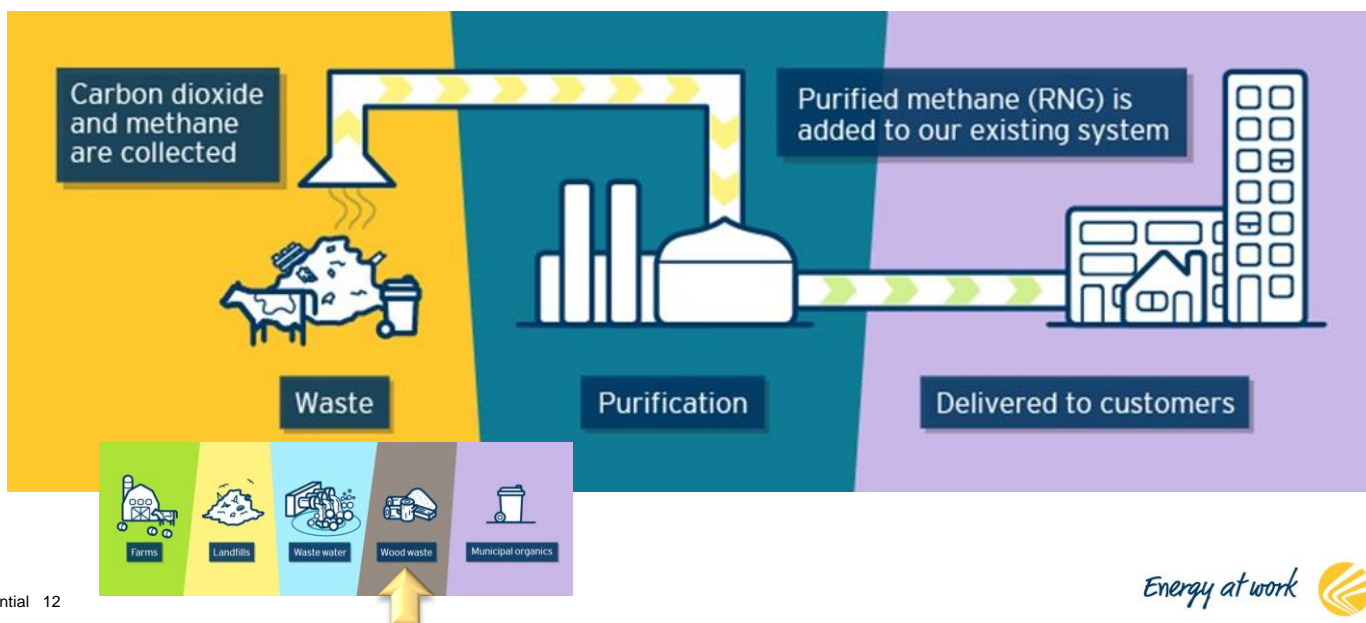 Carbon dioxide
and methane
are collected
Purified methane (RNG) is
added to our existing system
Waste
Purification
Delivered to customers
Farms
Landfills
Waste water
Wood waste
Municipal organics
ntial 12
Energy at work